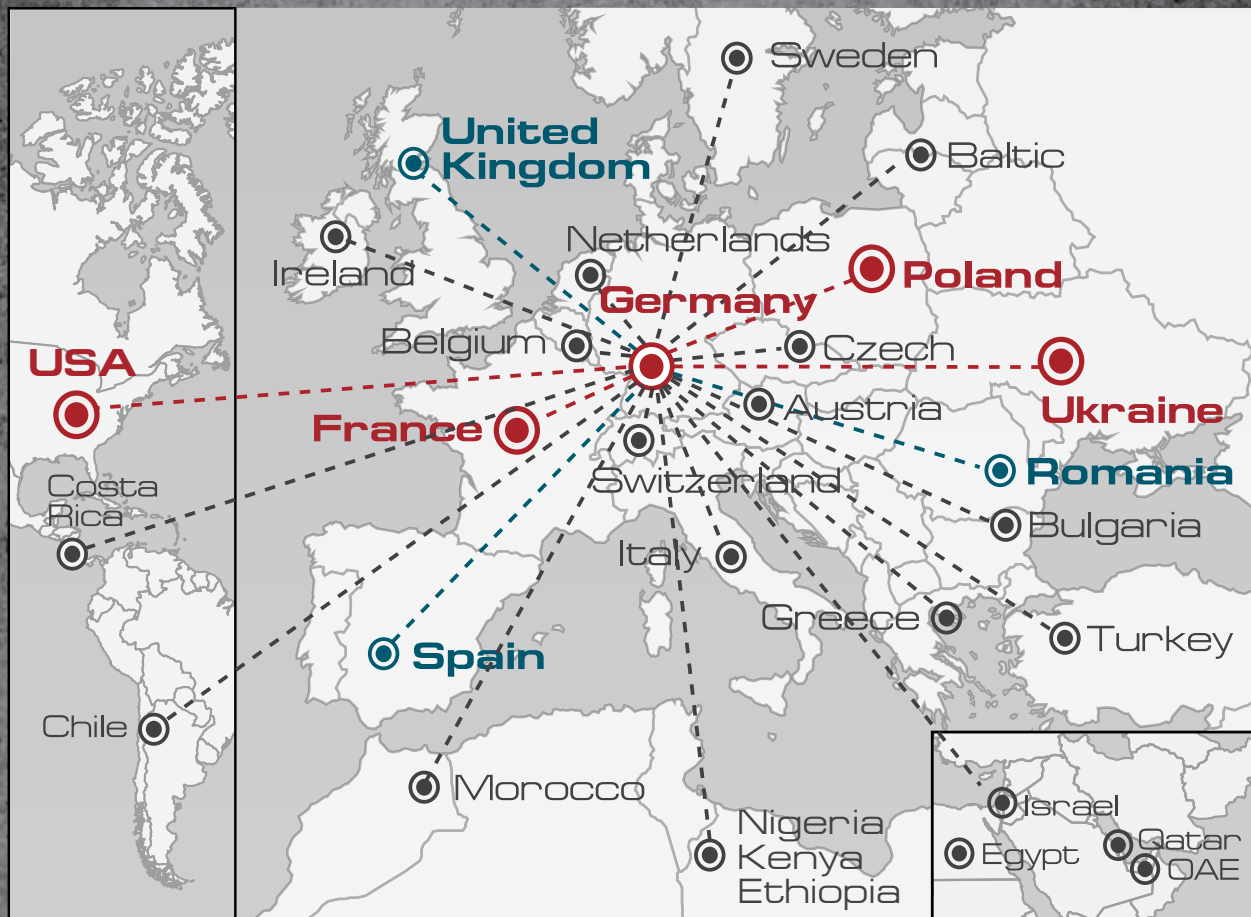 Sweden
United
Kingdom
Baltic
Netherlands
Ireland
Poland
Germany
Belgium
Czech
USA
Ukraine
Austria
France
Switzerland
Romania
Costa
Rica
Bulgaria
Italy
Greece
Turkey
Spain
Chile
Morocco
Israel
Nigeria
Kenya
Ethiopia
Qatar
Egypt
OAE